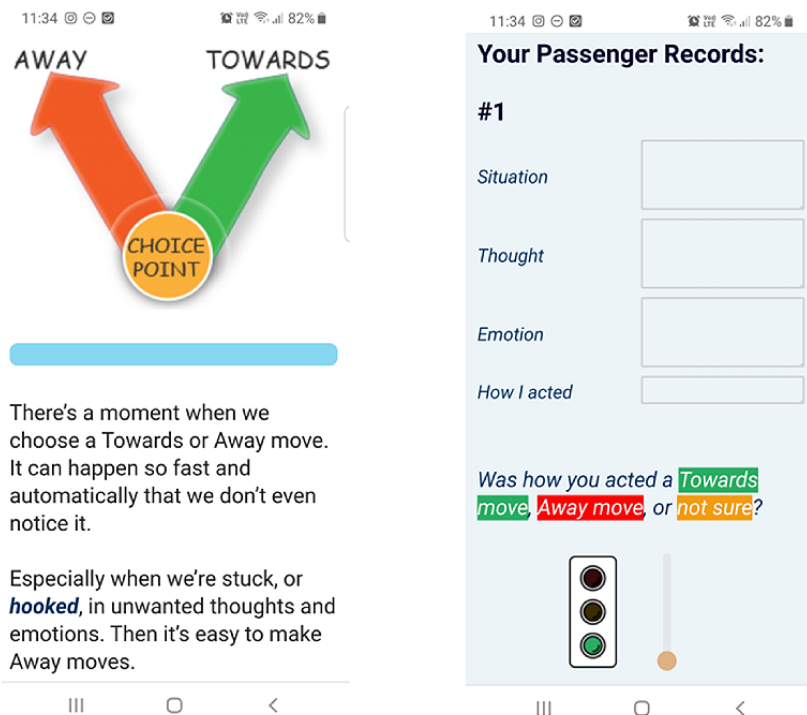 11:34
82%
AWAY
TOWARDS
CHOICE
POINT
There's a moment when we
choose a Towards or Away move.
It can happen so fast and
automatically that we don't even
notice it.
Especially when we're stuck, or
hooked, in unwanted thoughts and
emotions. Then it's easy to make
Away moves.
11:34
82%
Your Passenger Records:
#1
Situation
Thought
Emotion
How I acted
Was how you acted a Towards
move, Away move, or not sure?